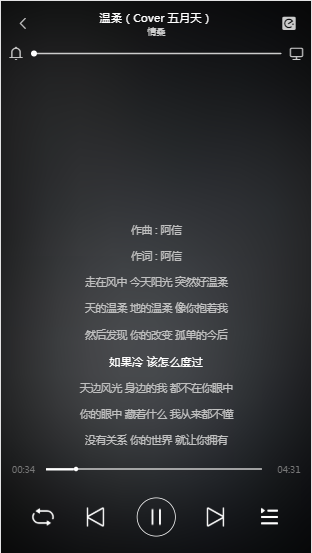 温柔（Cover 五月天）
情桑
作曲 : 阿信
作词 : 阿信
走在风中 今天阳光 突然好温柔
天的温柔 地的温柔 像你抱着我
然后发现 你的改变 孤单的今后
如果冷 该怎么度过
天边风光 身边的我 都不在你眼中
你的眼中 藏着什么 我从来都不懂
没有关系 你的世界 就让你拥有
00:34
04:31